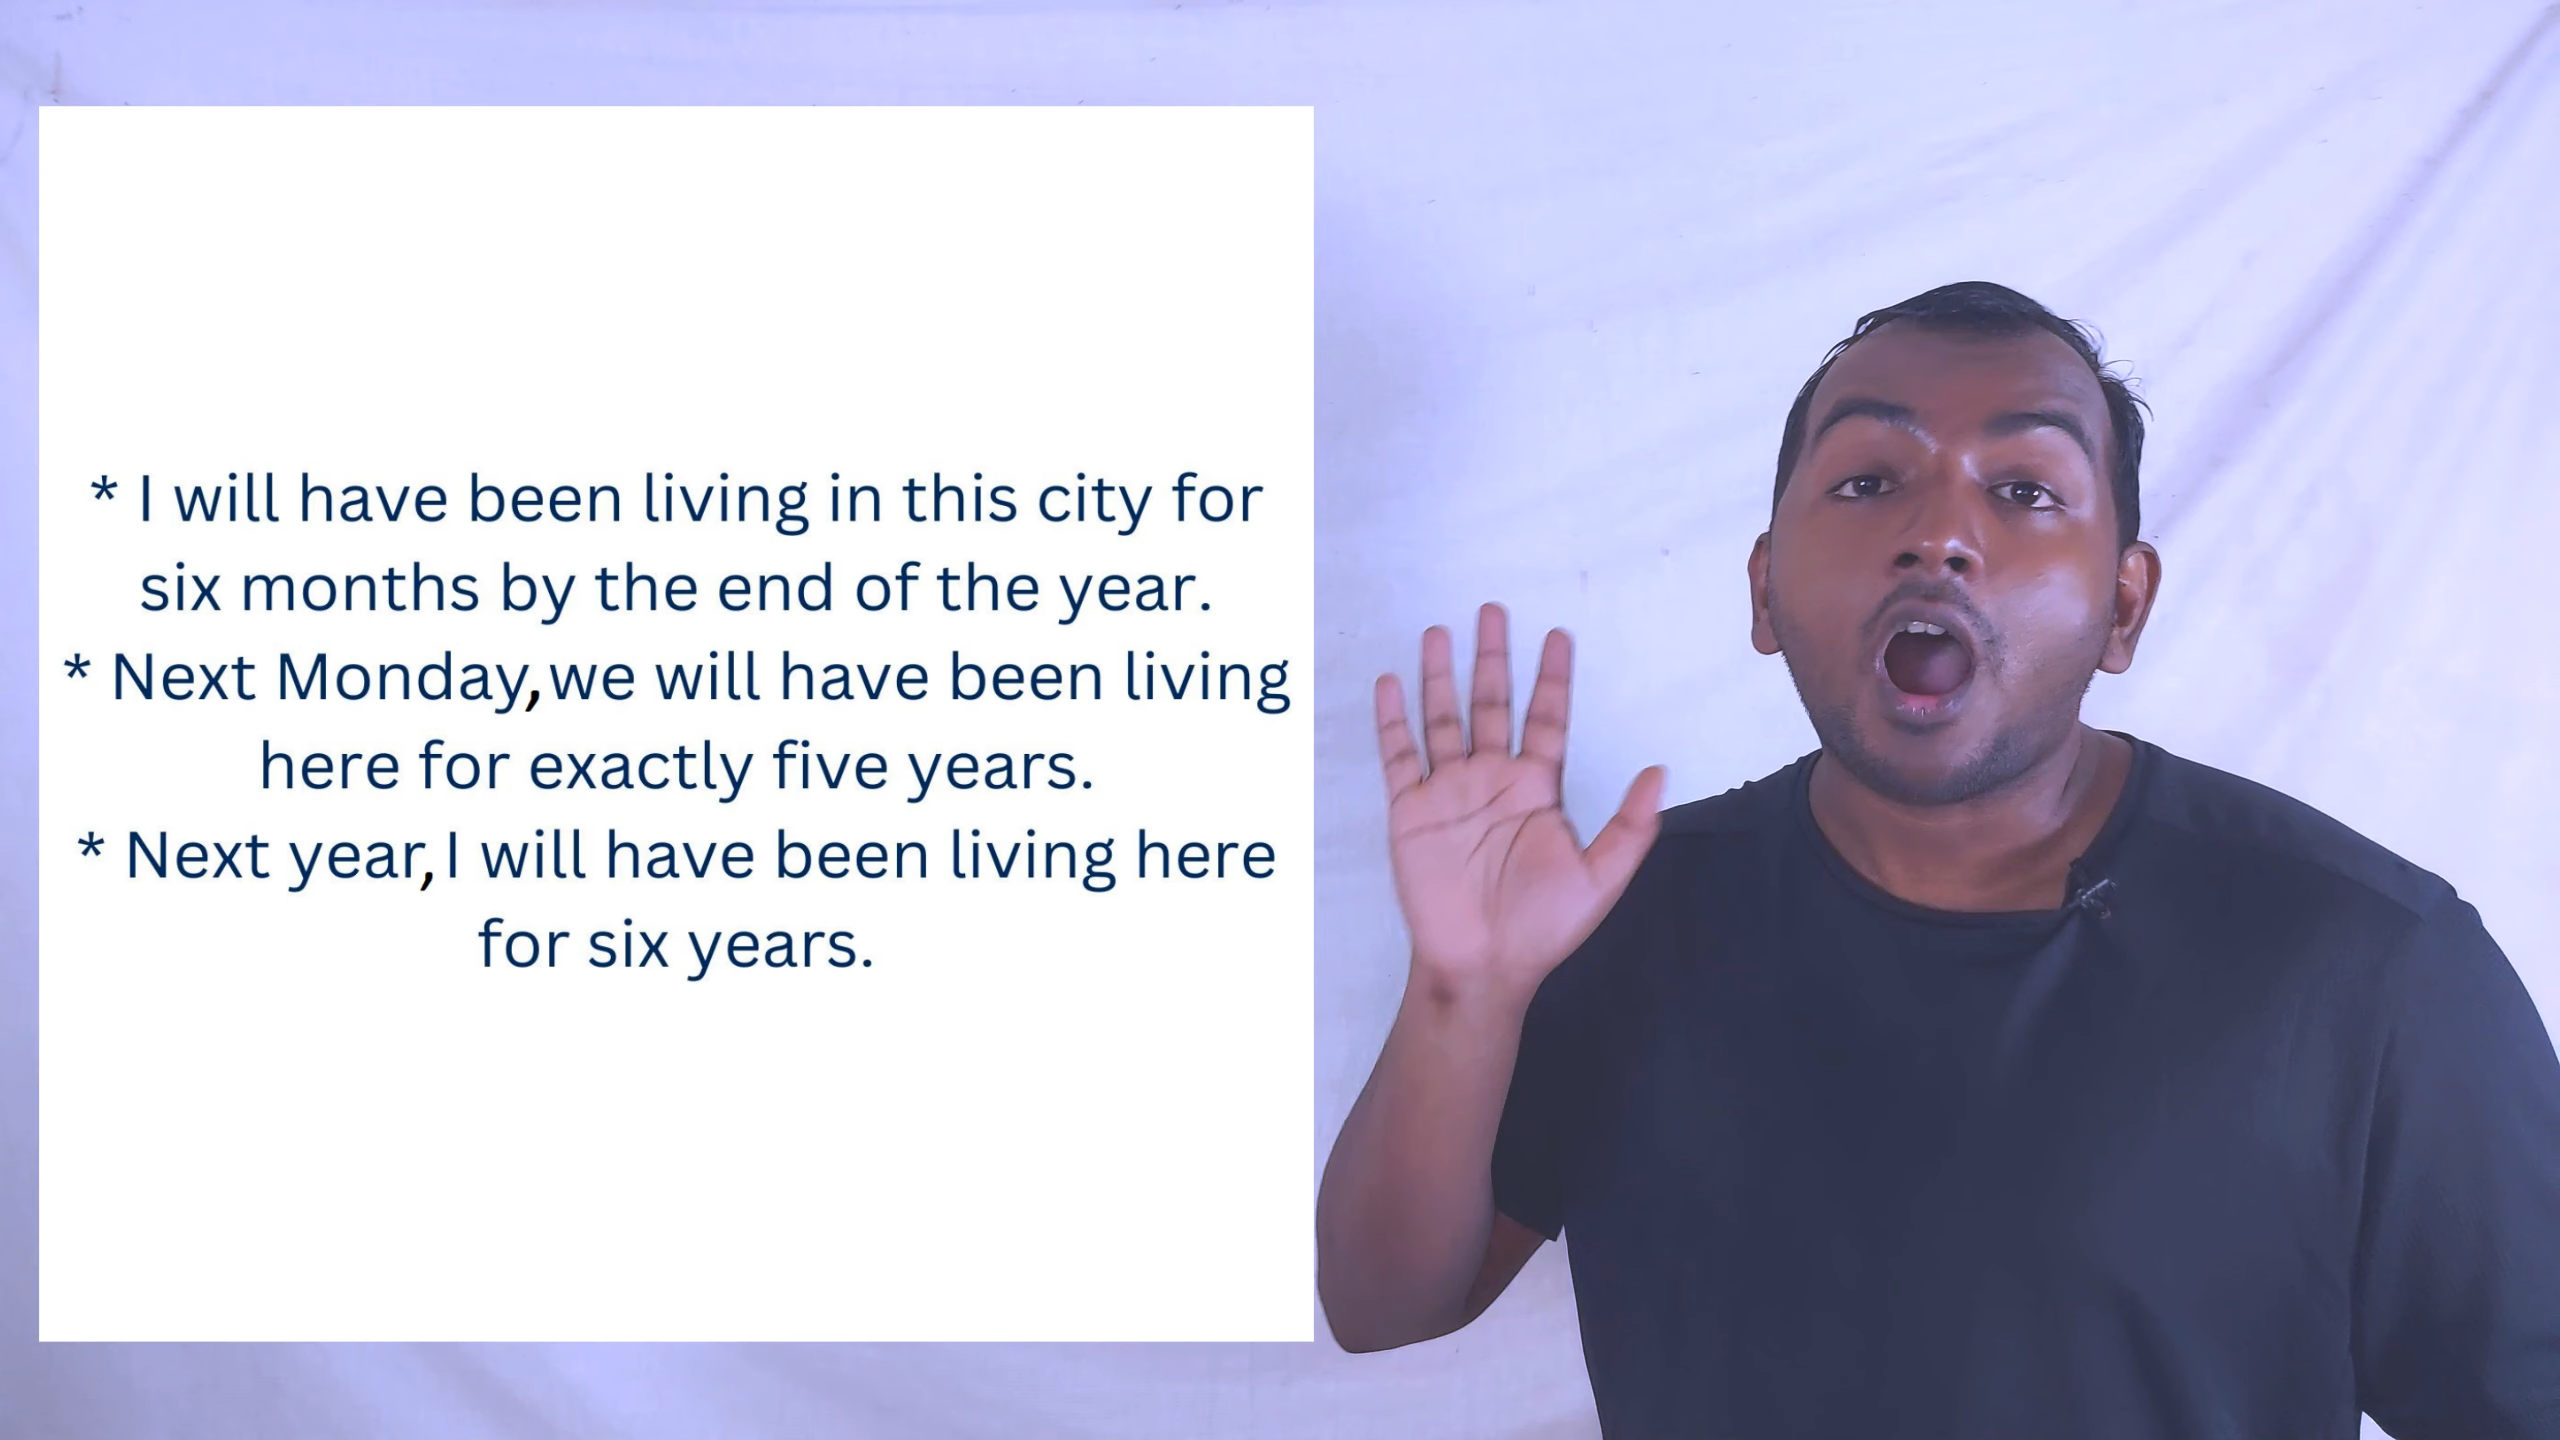 * I will have been living in this city for
six months by the end of the year.
* Next Monday,we will have been living
here for exactly five years.
* Next year,I will have been living here
for six years.